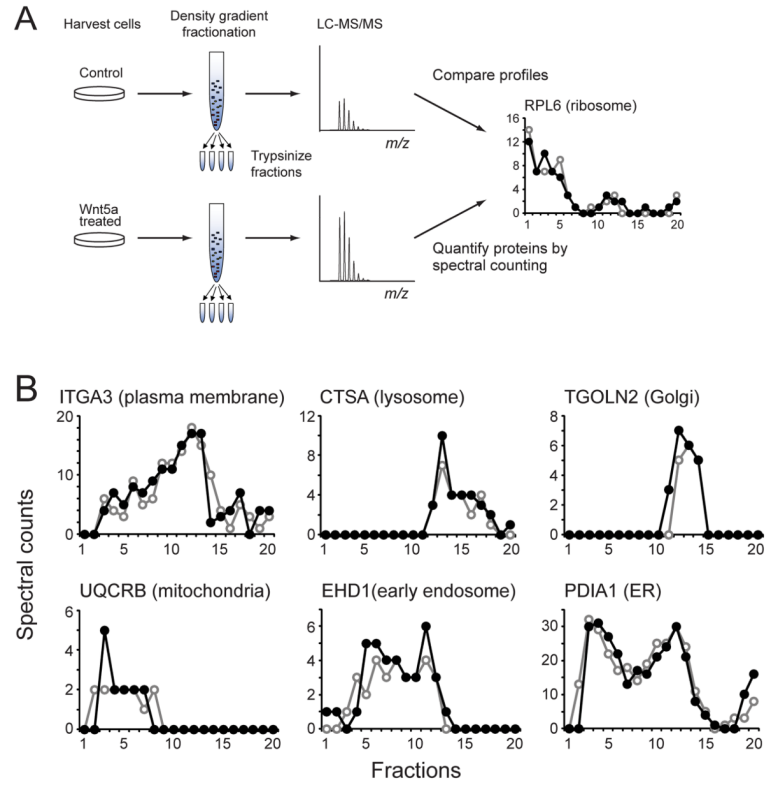 A
Harvest cells
Density gradient
fractionation
LC-MS/MS
Control
Compare profiles
RPL6 (ribosome)
16
12
8
4
0
1 5 10 15 20
m/z
Trypsinize
fractions
Wnt5a
treated
Quantify proteins by
spectral counting
m/z
B
ITGA3 (plasma membrane)
20
10
0
1 5 10 15 20
CTSA (lysosome)
12
8
4
0
1 5 10 15 20
TGOLN2 (Golgi)
8
6
4
2
0
1 5 10 15 20
Spectral counts
UQCRB (mitochondria)
6
4
2
0
1 5 10 15 20
EHD1(early endosome)
6
4
2
0
1 5 10 15 20
PDIA1 (ER)
30
20
10
0
1 5 10 15 20
Fractions